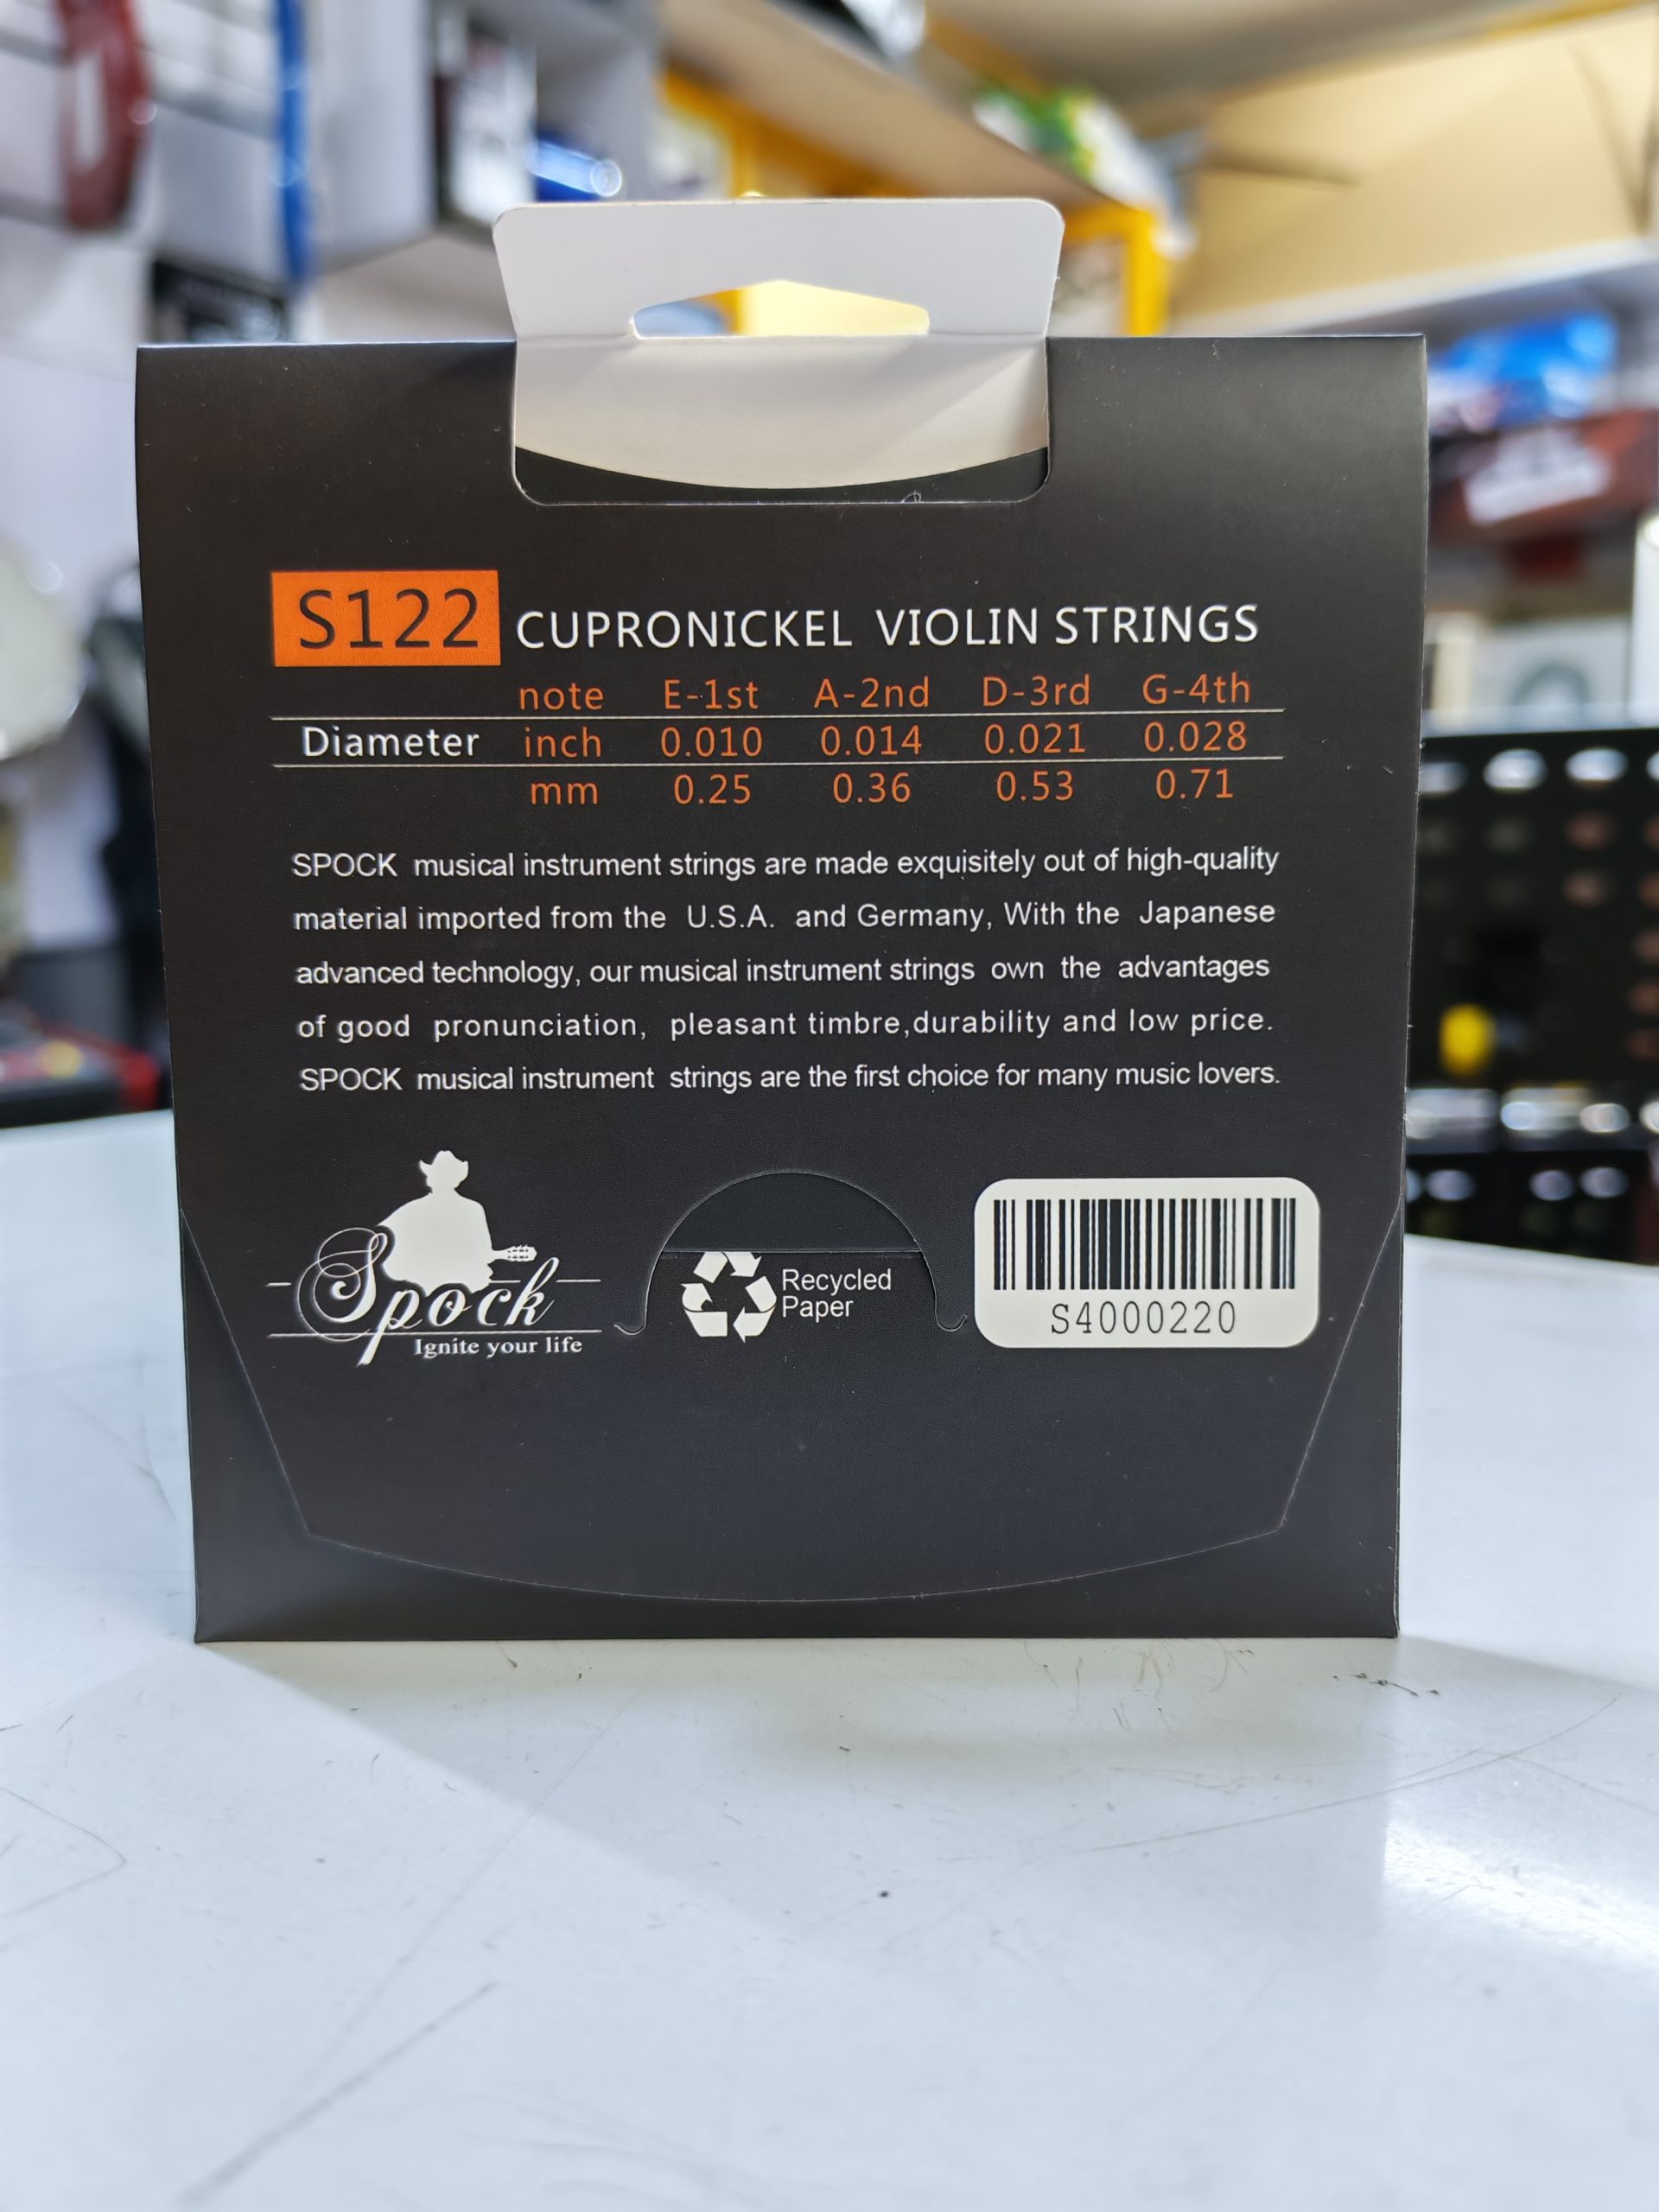 S122 CUPRONICKEL VIOLIN STRINGS
note E-1st A-2nd D-3rd G-4th
Diameter inch 0.010 0.014 0.021 0.028
mm 0.25 0.36 0.53 0.71
SPOCK musical instrument strings are made exquisitely out of high-quality
material imported from the U.S.A. and Germany, With the Japanese
advanced technology, our musical instrument strings own the advantages
of good pronunciation, pleasant timbre,durability and low price.
SPOCK musical instrument strings are the first choice for many music lovers.
Spock
Ignite your life
Recycled
Paper
S4000220